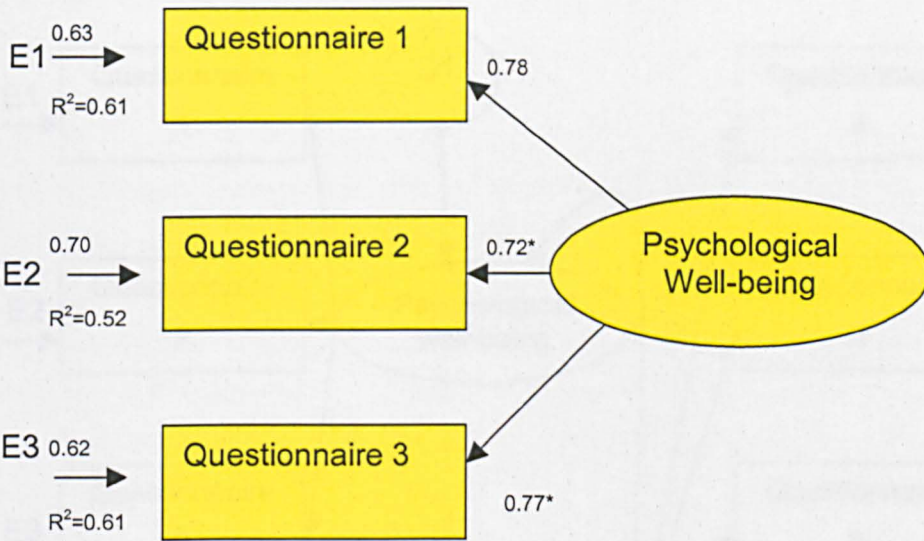 0.63
E1
R²=0.61
Questionnaire 1
0.78
0.70
E2
R²=0.52
Questionnaire 2
0.72*
Psychological
Well-being
E3 0.62
R²=0.61
Questionnaire 3
0.77*